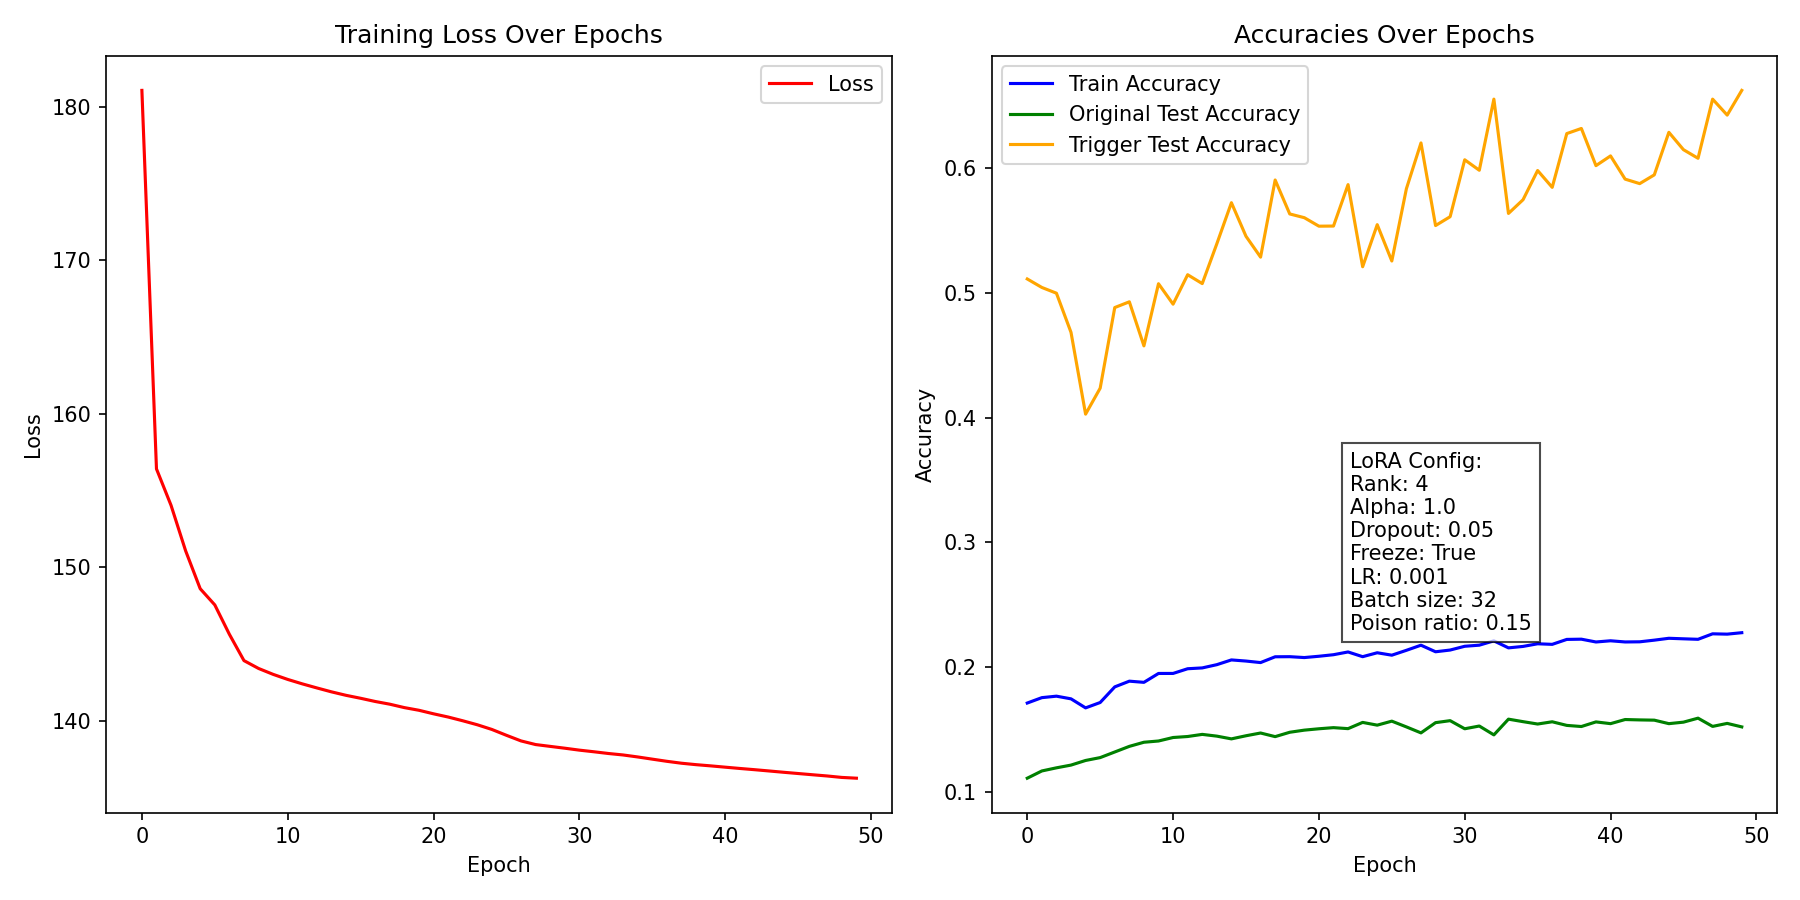 Training Loss Over Epochs
Loss
180
170
160
150
140
Loss
0
10
20
30
40
50
Epoch
Accuracies Over Epochs
Train Accuracy
Original Test Accuracy
Trigger Test Accuracy
0.6
0.5
0.4
0.3
0.2
0.1
Accuracy
LoRA Config:
Rank: 4
Alpha: 1.0
Dropout: 0.05
Freeze: True
LR: 0.001
Batch size: 32
Poison ratio: 0.15
0
10
20
30
40
50
Epoch